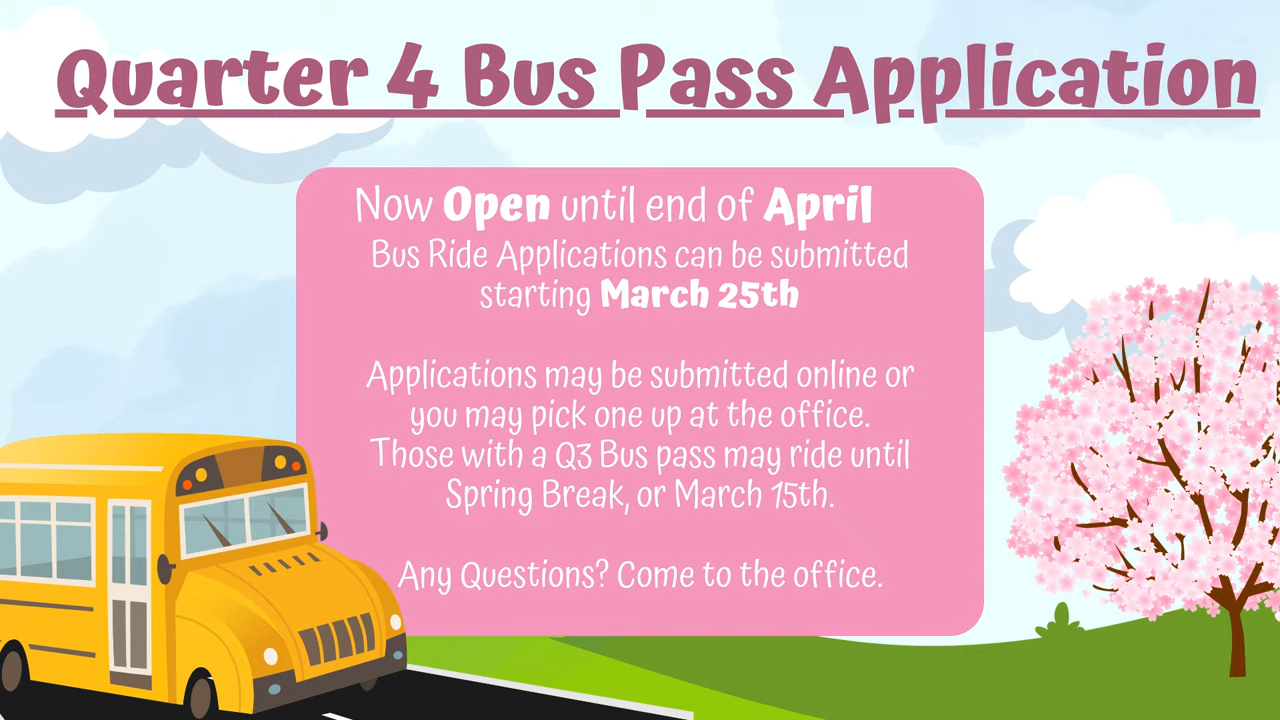 Quarter 4 Bus Pass Application
Now Open until end of April
Bus Ride Applications can be submitted
starting March 25th
Applications may be submitted online or
you may pick one up at the office.
Those with a Q3 Bus pass may ride until
Spring Break, or March 15th.
Any Questions? Come to the office.